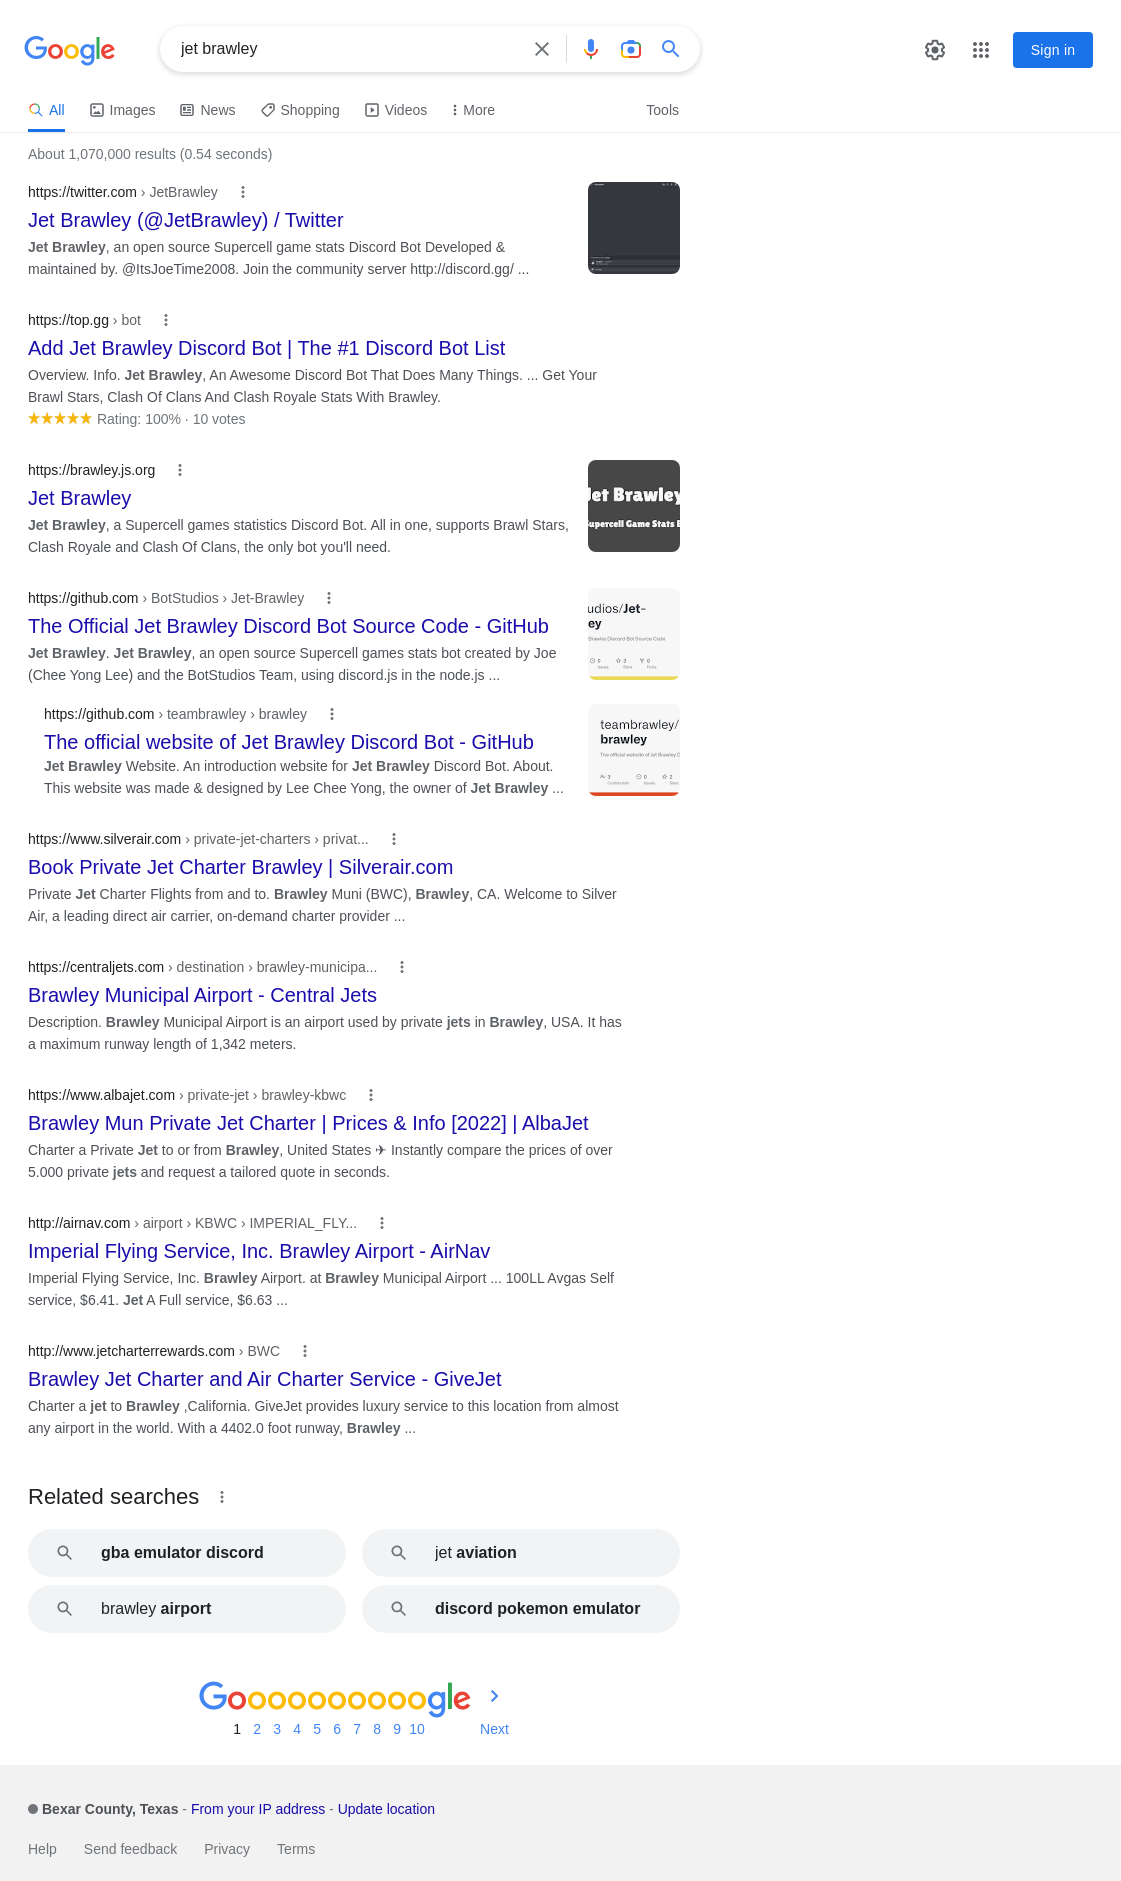 Google
jet brawley
Sign in
All
Images
News
Shopping
Videos
More
Tools
About 1,070,000 results (0.54 seconds)
https://twitter.com › JetBrawley
Jet Brawley (@JetBrawley) / Twitter
Jet Brawley, an open source Supercell game stats Discord Bot Developed &
maintained by. @ItsJoeTime2008. Join the community server http://discord.gg/ ...
https://top.gg › bot
Add Jet Brawley Discord Bot | The #1 Discord Bot List
Overview. Info. Jet Brawley, An Awesome Discord Bot That Does Many Things. ... Get Your
Brawl Stars, Clash Of Clans And Clash Royale Stats With Brawley.
Rating: 100% · 10 votes
https://brawley.js.org
Jet Brawley
Jet Brawley, a Supercell games statistics Discord Bot. All in one, supports Brawl Stars,
Clash Royale and Clash Of Clans, the only bot you'll need.
Jet Brawley
Supercell Game Stats
https://github.com › BotStudios › Jet-Brawley
The Official Jet Brawley Discord Bot Source Code - GitHub
Jet Brawley. Jet Brawley, an open source Supercell games stats bot created by Joe
(Chee Yong Lee) and the BotStudios Team, using discord.js in the node.js ...
udios/Jet-
ey
Brawley Discord Bot Source Code
0 3 0
Issues Stars Forks
https://github.com › teambrawley › brawley
The official website of Jet Brawley Discord Bot - GitHub
Jet Brawley Website. An introduction website for Jet Brawley Discord Bot. About.
This website was made & designed by Lee Chee Yong, the owner of Jet Brawley ...
teambrawley/
brawley
The official website of Jet Brawley D
3 0 2
Contributors Issues Stars
https://www.silverair.com › private-jet-charters › privat...
Book Private Jet Charter Brawley | Silverair.com
Private Jet Charter Flights from and to. Brawley Muni (BWC), Brawley, CA. Welcome to Silver
Air, a leading direct air carrier, on-demand charter provider ...
https://centraljets.com › destination › brawley-municipa...
Brawley Municipal Airport - Central Jets
Description. Brawley Municipal Airport is an airport used by private jets in Brawley, USA. It has
a maximum runway length of 1,342 meters.
https://www.albajet.com › private-jet › brawley-kbwc
Brawley Mun Private Jet Charter | Prices & Info [2022] | AlbaJet
Charter a Private Jet to or from Brawley, United States ✈ Instantly compare the prices of over
5.000 private jets and request a tailored quote in seconds.
http://airnav.com › airport › KBWC › IMPERIAL_FLY...
Imperial Flying Service, Inc. Brawley Airport - AirNav
Imperial Flying Service, Inc. Brawley Airport. at Brawley Municipal Airport ... 100LL Avgas Self
service, $6.41. Jet A Full service, $6.63 ...
http://www.jetcharterrewards.com › BWC
Brawley Jet Charter and Air Charter Service - GiveJet
Charter a jet to Brawley ,California. GiveJet provides luxury service to this location from almost
any airport in the world. With a 4402.0 foot runway, Brawley ...
Related searches
gba emulator discord
jet aviation
brawley airport
discord pokemon emulator
Goooooooooogle
1 2 3 4 5 6 7 8 9 10 Next
Bexar County, Texas - From your IP address - Update location
Help Send feedback Privacy Terms